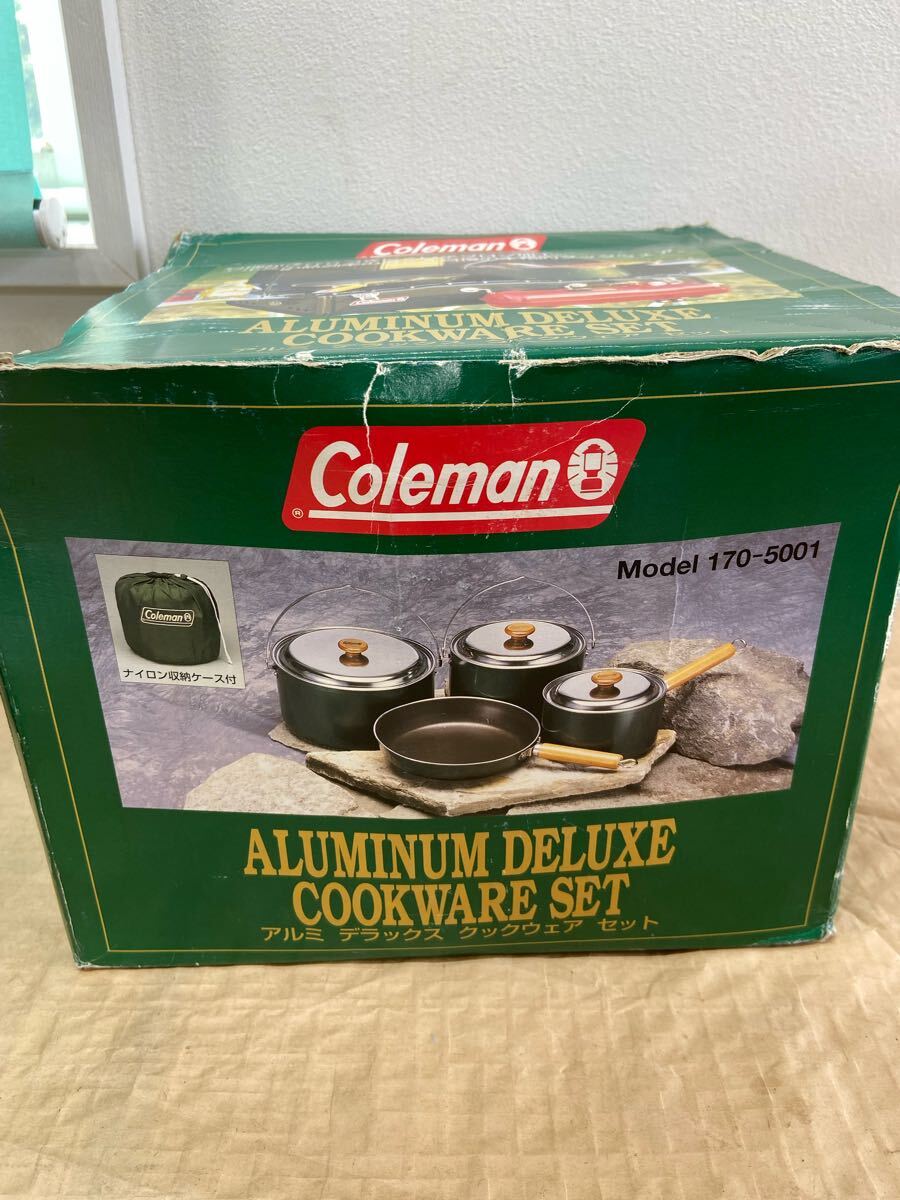 Coleman
Coleman
ALUMINUM DELUXE
COOKWARE SET
Coleman
®
Model 170-5001
Coleman
ナイロン収納ケース付
ALUMINUM DELUXE
COOKWARE SET
アルミ デラックス クックウェア セット